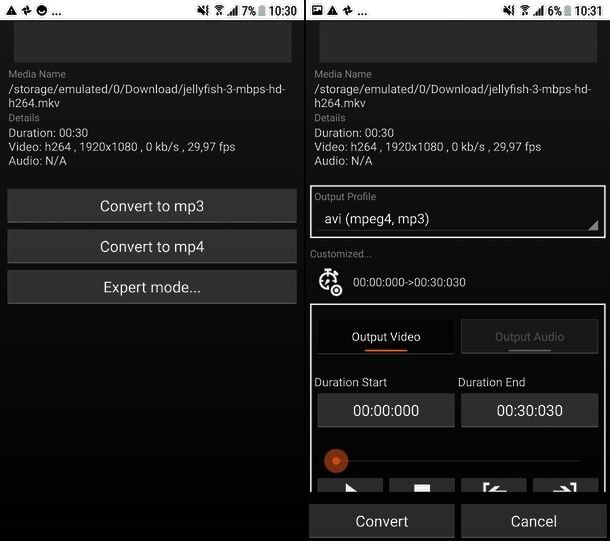 ... 7% 10:30
Media Name
/storage/emulated/0/Download/jellyfish-3-mbps-hd-
h264.mkv
Details
Duration: 00:30
Video: h264 , 1920x1080 , 0 kb/s , 29,97 fps
Audio: N/A
Convert to mp3
Convert to mp4
Expert mode...
... 6% 10:31
Media Name
/storage/emulated/0/Download/jellyfish-3-mbps-hd-
h264.mkv
Details
Duration: 00:30
Video: h264 , 1920x1080 , 0 kb/s , 29,97 fps
Audio: N/A
Output Profile
avi (mpeg4, mp3)
Customized...
00:00:000->00:30:030
Output Video Output Audio
Duration Start Duration End
00:00:000 00:30:030
Convert Cancel